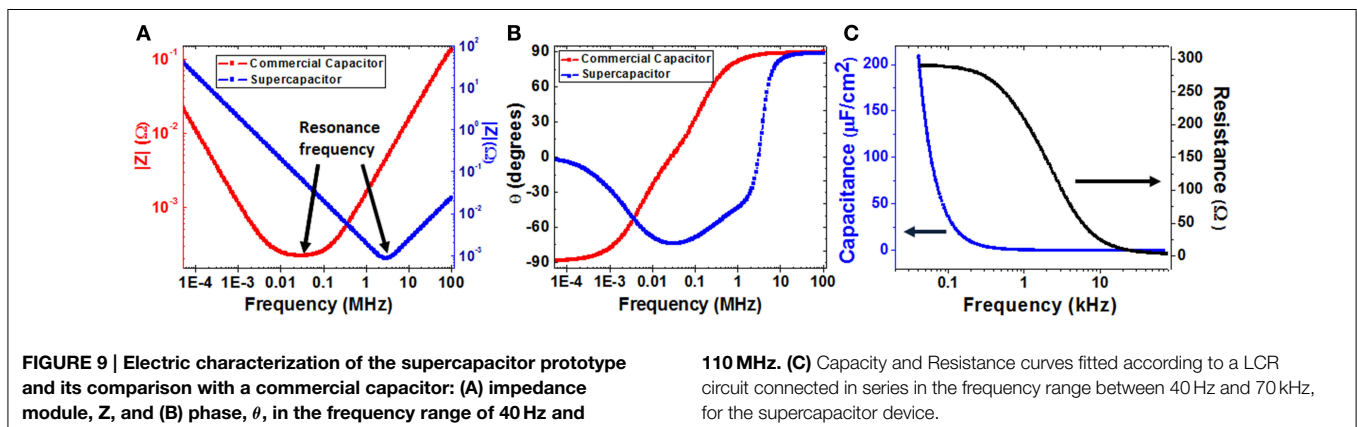 A
B
C
10^-1
10^-2
10^-3
|Z| (Ω)
10^2
10^1
10^0
10^-1
10^-2
10^-3
|Z|(Ω)
Commercial Capacitor
Supercapacitor
Resonance
frequency
1E-4 1E-3 0.01 0.1 1 10 100
Frequency (MHz)
90
60
30
0
-30
-60
-90
θ (degrees)
Commercial Capacitor
Supercapacitor
1E-4 1E-3 0.01 0.1 1 10 100
Frequency (MHz)
200
150
100
50
0
Capacitance (µF/cm2)
300
250
200
150
100
50
0
Resistance (Ω)
0.1 1 10
Frequency (kHz)
FIGURE 9 | Electric characterization of the supercapacitor prototype
and its comparison with a commercial capacitor: (A) impedance
module, Z, and (B) phase, θ, in the frequency range of 40 Hz and
110 MHz. (C) Capacity and Resistance curves fitted according to a LCR
circuit connected in series in the frequency range between 40 Hz and 70 kHz,
for the supercapacitor device.